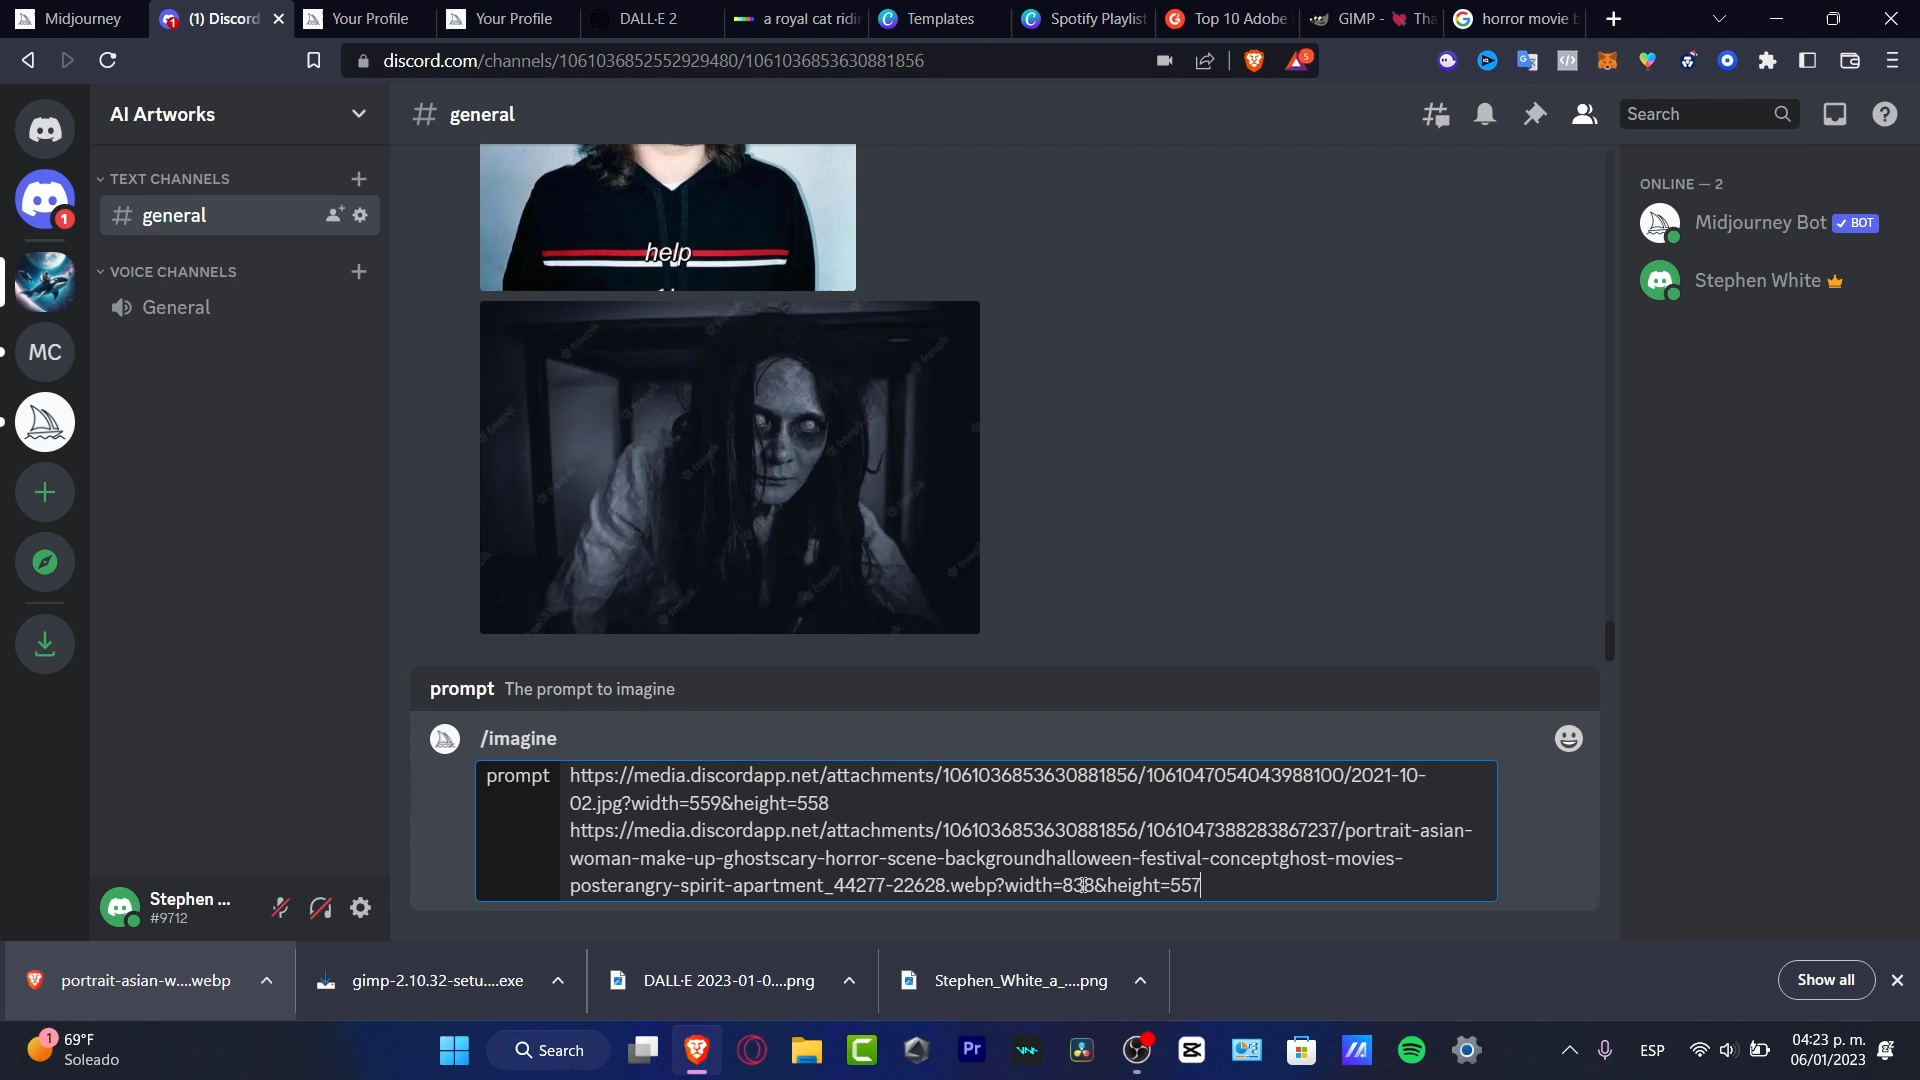 Midjourney
(1) Discord
Your Profile
Your Profile
DALL·E 2
a royal cat ridi
Templates
Spotify Playlist
Top 10 Adobe
GIMP - 💘 Tha
horror movie b
discord.com/channels/1061036852552929480/1061036853630881856
5
AI Artworks
# general
Search
TEXT CHANNELS
# general
VOICE CHANNELS
General
1
MC
help
ONLINE — 2
Midjourney Bot ✓ BOT
Stephen White
prompt The prompt to imagine
/imagine
prompt https://media.discordapp.net/attachments/1061036853630881856/1061047054043988100/2021-10-
02.jpg?width=559&height=558
https://media.discordapp.net/attachments/1061036853630881856/1061047388283867237/portrait-asian-
woman-make-up-ghostscary-horror-scene-backgroundhalloween-festival-conceptghost-movies-
posterangry-spirit-apartment_44277-22628.webp?width=838&height=557
Stephen ...
#9712
portrait-asian-w....webp
gimp-2.10.32-setu....exe
DALL·E 2023-01-0....png
Stephen_White_a_....png
Show all
1
69°F
Soleado
Search
Pr
ESP
04:23 p. m.
06/01/2023